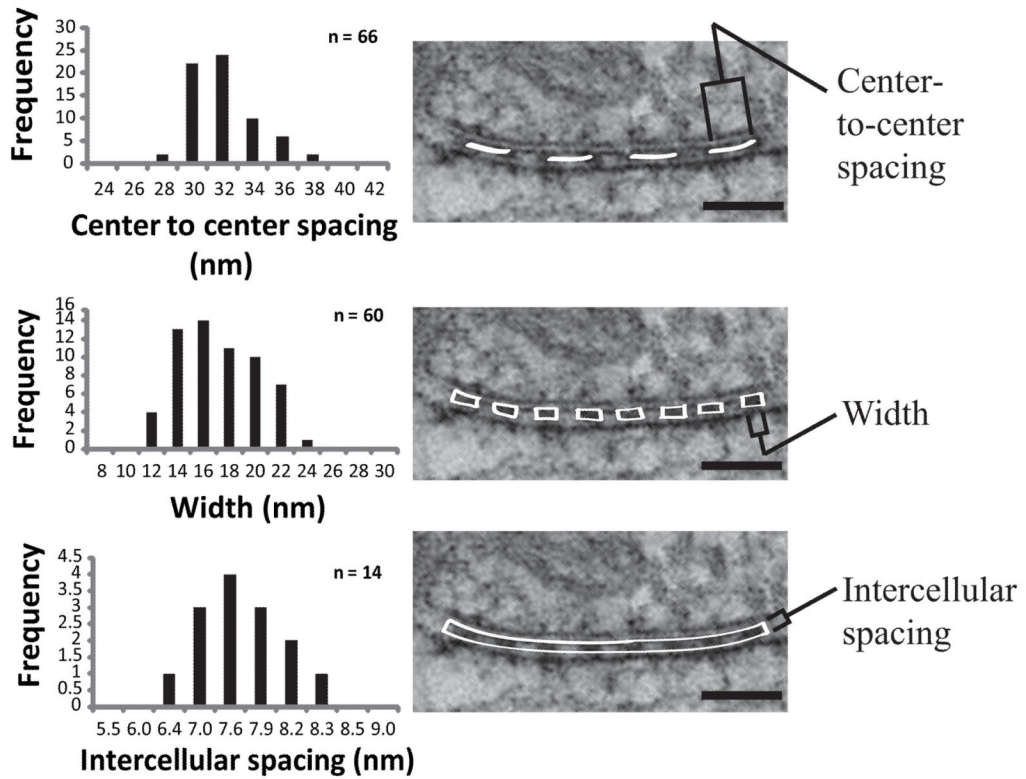 Frequency
30
25
20
15
10
5
0
n = 66
24 26 28 30 32 34 36 38 40 42
Center to center spacing
(nm)
Center-
to-center
spacing
Frequency
16
14
12
10
8
6
4
2
0
n = 60
8 10 12 14 16 18 20 22 24 26 28 30
Width (nm)
Width
Frequency
4.5
4
3.5
3
2.5
2
1.5
1
0.5
0
n = 14
5.5 6.0 6.4 7.0 7.6 7.9 8.2 8.3 8.5 9.0
Intercellular spacing (nm)
Intercellular
spacing